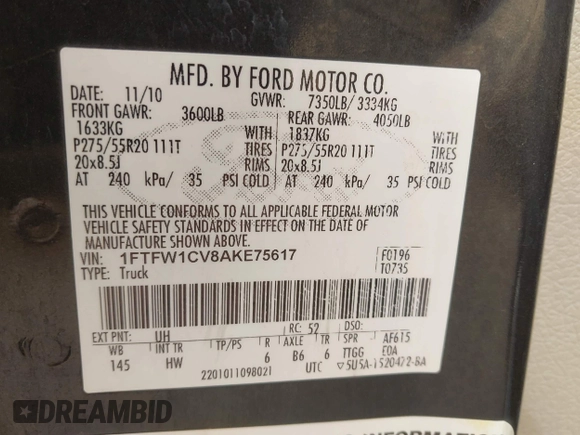 MFD. BY FORD MOTOR CO.
DATE: 11/10 GVWR: 7350LB/ 3334KG
FRONT GAWR: 3600LB REAR GAWR: 4050LB
1633KG WITH 1837KG WITH
P275/55R20 111T TIRES P275/55R20 111T TIRES
20x8.5J RIMS 20x8.5J RIMS
AT 240 kPa/ 35 PSI COLD AT 240 kPa/ 35 PSI COLD
THIS VEHICLE CONFORMS TO ALL APPLICABLE FEDERAL MOTOR
VEHICLE SAFETY STANDARDS IN EFFECT ON THE DATE OF
MANUFACTURE SHOWN ABOVE.
VIN: 1FTFW1CV8AKE75617 F0196
TYPE: Truck T0735
EXT PNT: UH RC: 52 DSO:
WB INT TR TP/PS R AXLE TR SPR AF6T5
145 HW 6 B6 6 TTGG E0A
2201011098021 UTC 5U5A-1520472-BA
DREAMBID